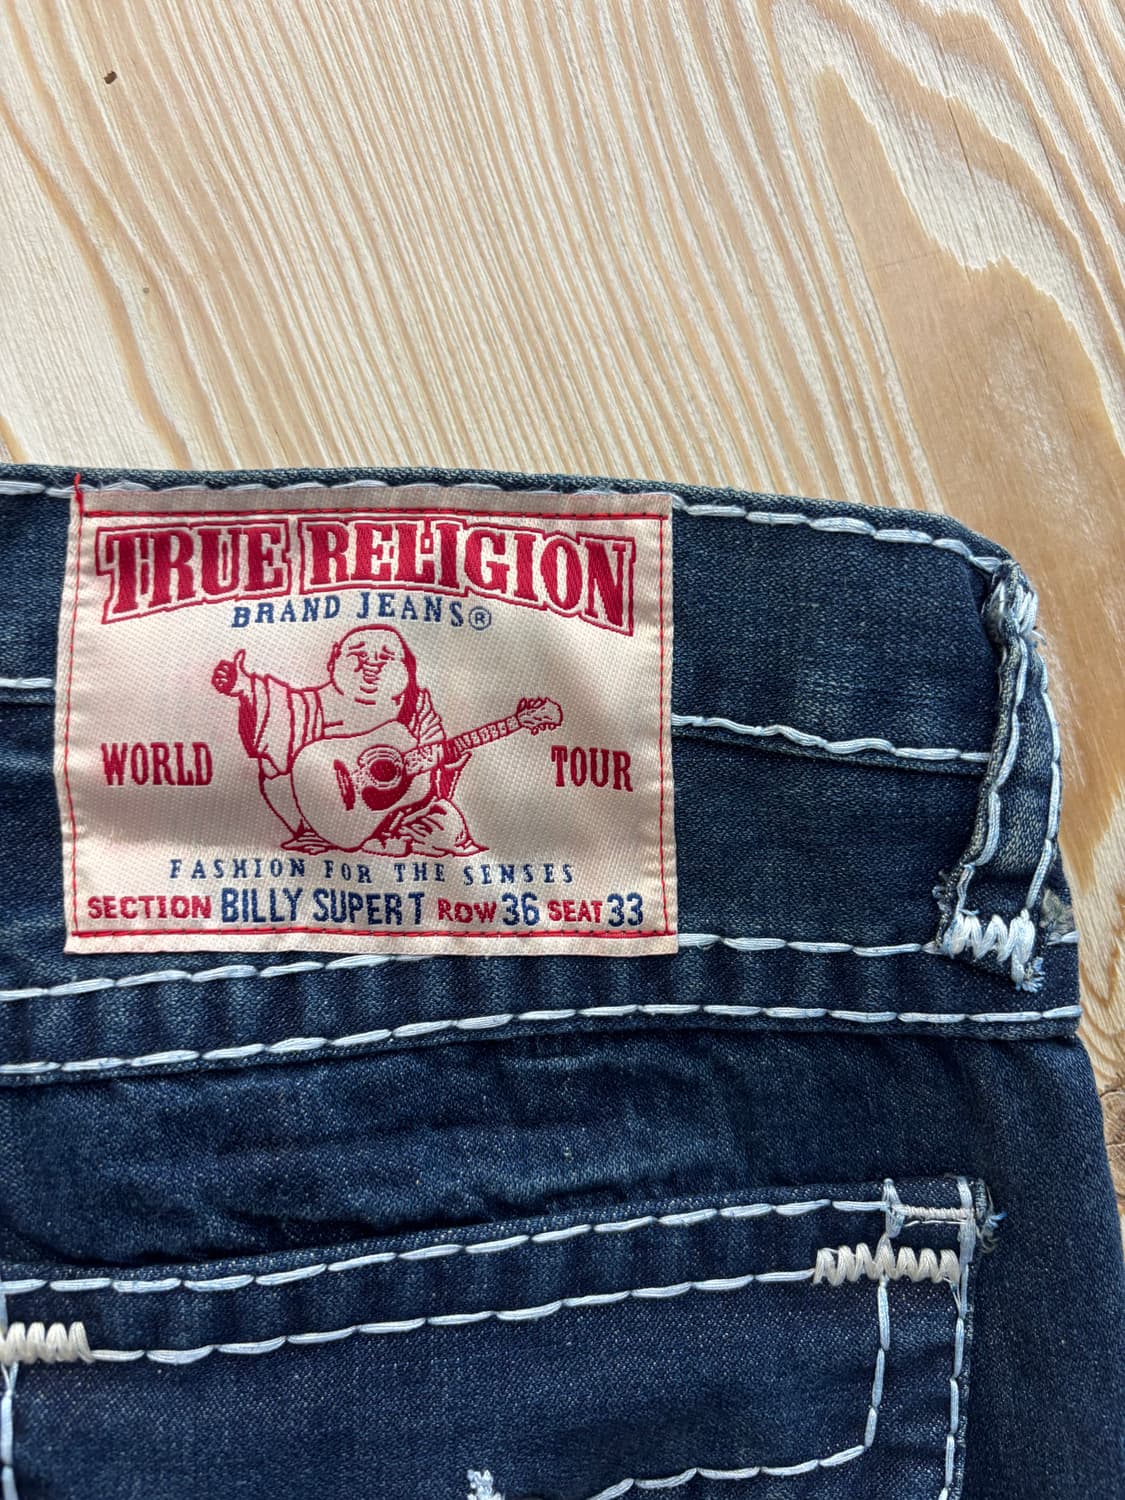 TRUE RELIGION
BRAND JEANS®
WORLD TOUR
FASHION FOR THE SENSES
SECTION BILLY SUPER T ROW 36 SEAT 33